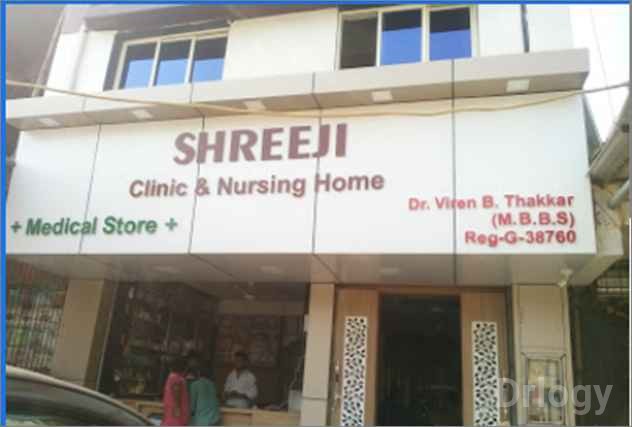 SHREEJI
Clinic & Nursing Home
+ Medical Store +
Dr. Viren B. Thakkar
(M.B.B.S)
Reg-G-38760
Drlogy